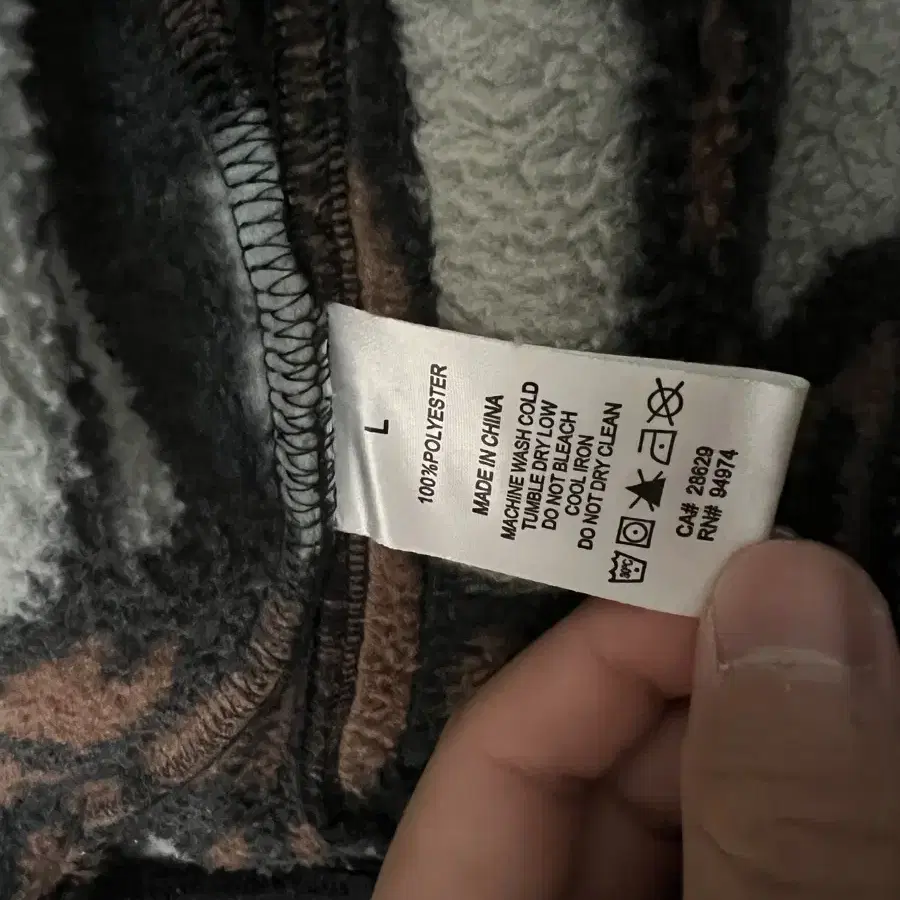 L
100%POLYESTER
MADE IN CHINA
MACHINE WASH COLD
TUMBLE DRY LOW
DO NOT BLEACH
COOL IRON
DO NOT DRY CLEAN
30°C
CA# 28629
RN# 94974